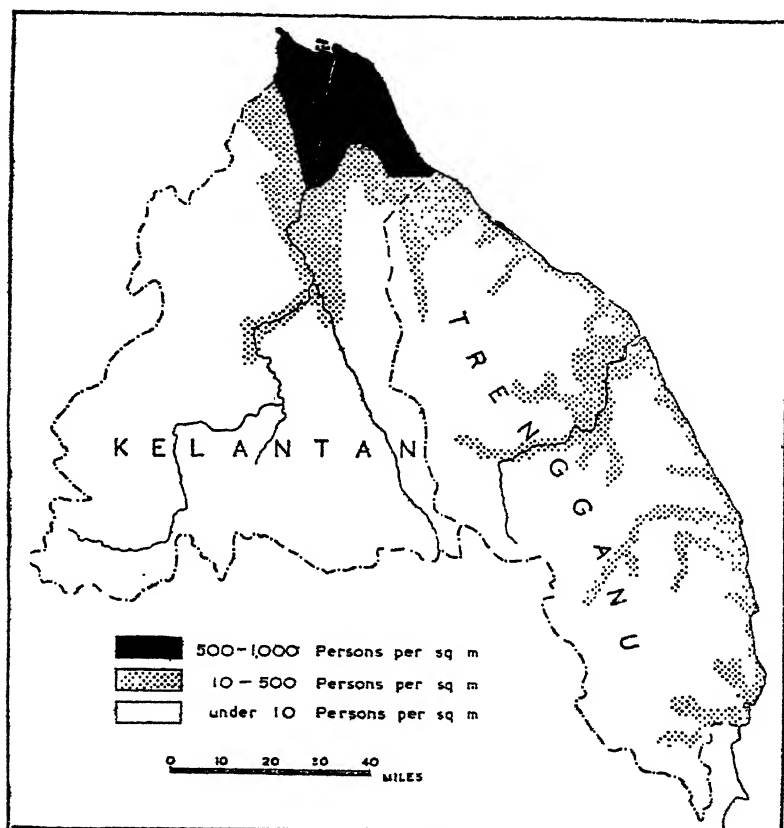 KELANTAN
TRENGGANU
500-1,000 Persons per sq m
10-500 Persons per sq m
under 10 Persons per sq m
0 10 20 40
MILES